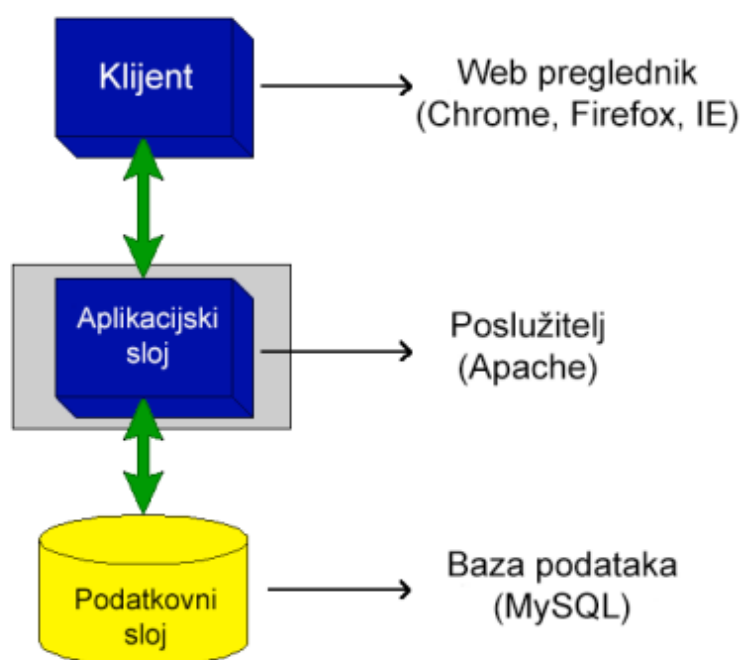 Klijent
Web preglednik
(Chrome, Firefox, IE)
Aplikacijski
sloj
Poslužitelj
(Apache)
Podatkovni
sloj
Baza podataka
(MySQL)